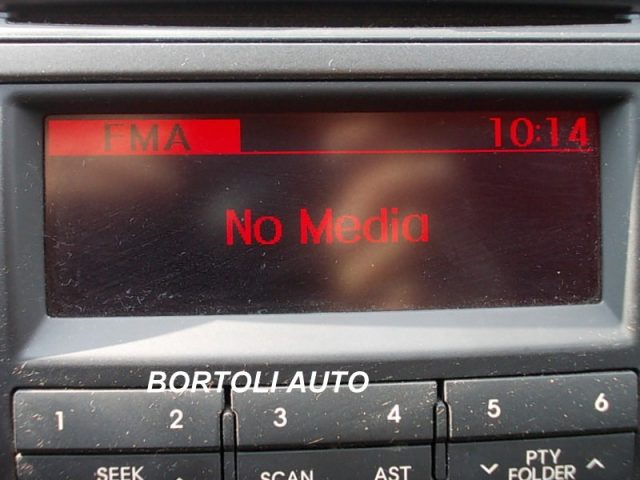 FMA 10:14
No Media
BORTOLI AUTO
1 2 3 4 5 6
SEEK SCAN AST PTY
FOLDER